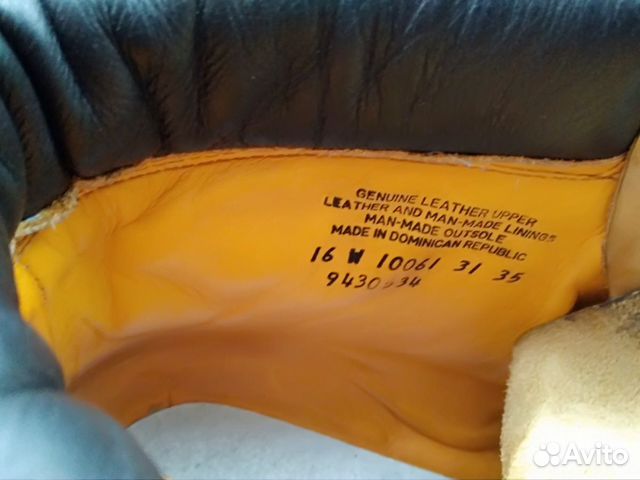 GENUINE LEATHER UPPER
LEATHER AND MAN-MADE LININGS
MAN-MADE OUTSOLE
MADE IN DOMINICAN REPUBLIC
16 W 10061 31 35
Avito